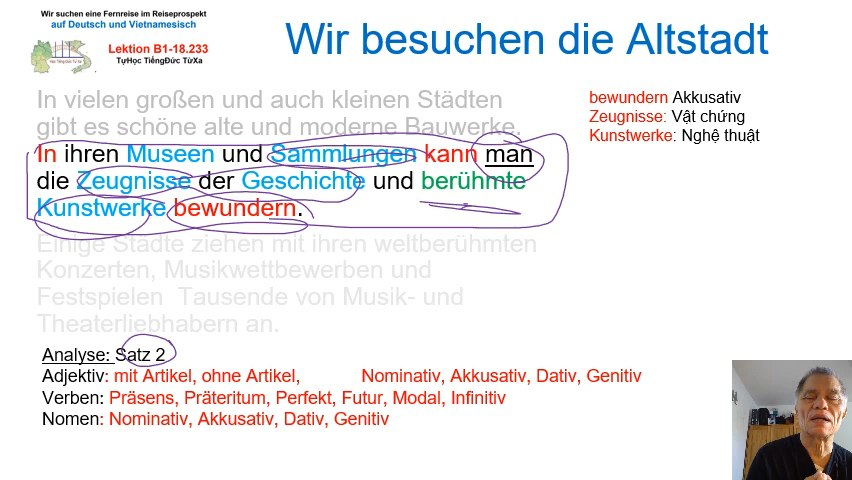 Wir suchen eine Fernreise im Reiseprospekt
auf Deutsch und Vietnamesisch
Lektion B1-18.233
TựHọc TiếngĐức TừXa
Wir besuchen die Altstadt
In vielen großen und auch kleinen Städten
gibt es schöne alte und moderne Bauwerke.
In ihren Museen und Sammlungen kann man
die Zeugnisse der Geschichte und berühmte
Kunstwerke bewundern.
Einige Städte ziehen mit ihren weltberühmten
Konzerten, Musikwettbewerben und
Festspielen Tausende von Musik- und
Theaterliebhabern an.
bewundern Akkusativ
Zeugnisse: Vật chứng
Kunstwerke: Nghệ thuật
Analyse: Satz 2
Adjektiv: mit Artikel, ohne Artikel, Nominativ, Akkusativ, Dativ, Genitiv
Verben: Präsens, Präteritum, Perfekt, Futur, Modal, Infinitiv
Nomen: Nominativ, Akkusativ, Dativ, Genitiv